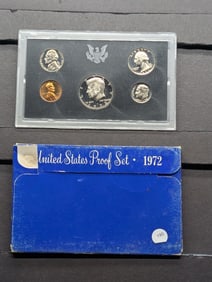 United States Proof Set · 1972